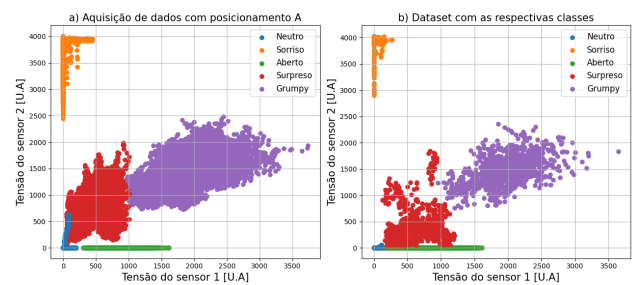 a) Aquisição de dados com posicionamento A
4000
3500
3000
2500
2000
1500
1000
500
0
Tensão do sensor 2 [U.A]
Neutro
Sorriso
Aberto
Surpreso
Grumpy
0 500 1000 1500 2000 2500 3000 3500
Tensão do sensor 1 [U.A]
b) Dataset com as respectivas classes
4000
3500
3000
2500
2000
1500
1000
500
0
Tensão do sensor 2 [U.A]
Neutro
Sorriso
Aberto
Surpreso
Grumpy
0 500 1000 1500 2000 2500 3000 3500
Tensão do sensor 1 [U.A]